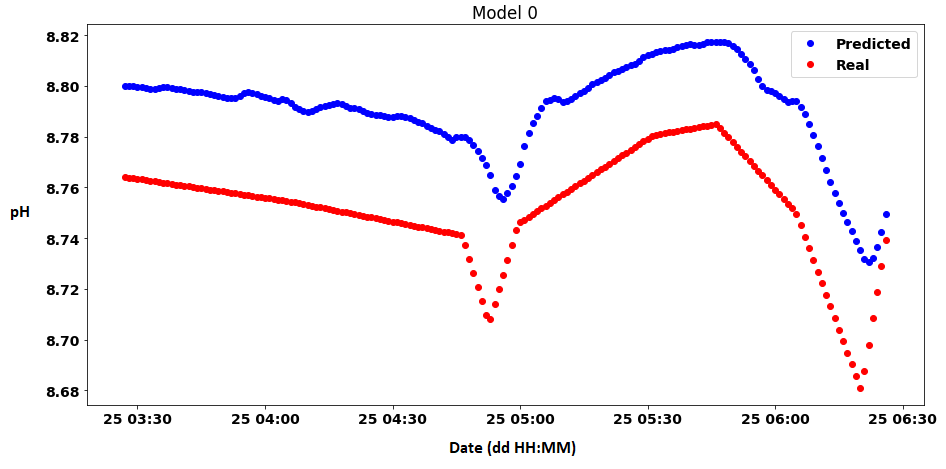 Model 0
8.82
8.80
8.78
8.76
8.74
8.72
8.70
8.68
pH
Predicted
Real
25 03:30 25 04:00 25 04:30 25 05:00 25 05:30 25 06:00 25 06:30
Date (dd HH:MM)